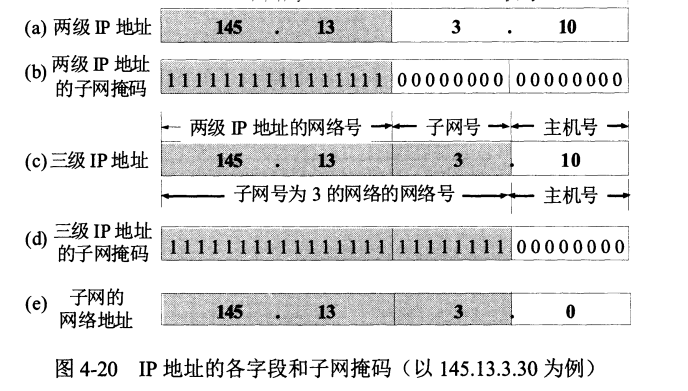 (a) 两级 IP 地址 145 . 13 3 . 10
(b) 两级 IP 地址
的子网掩码 1111111111111111 00000000 00000000
两级 IP 地址的网络号 子网号 主机号
(c) 三级 IP 地址 145 . 13 3 . 10
子网号为 3 的网络的网络号 主机号
(d) 三级 IP 地址
的子网掩码 1111111111111111 11111111 00000000
(e) 子网的
网络地址 145 . 13 3 . 0
图 4-20 IP 地址的各字段和子网掩码（以 145.13.3.30 为例）